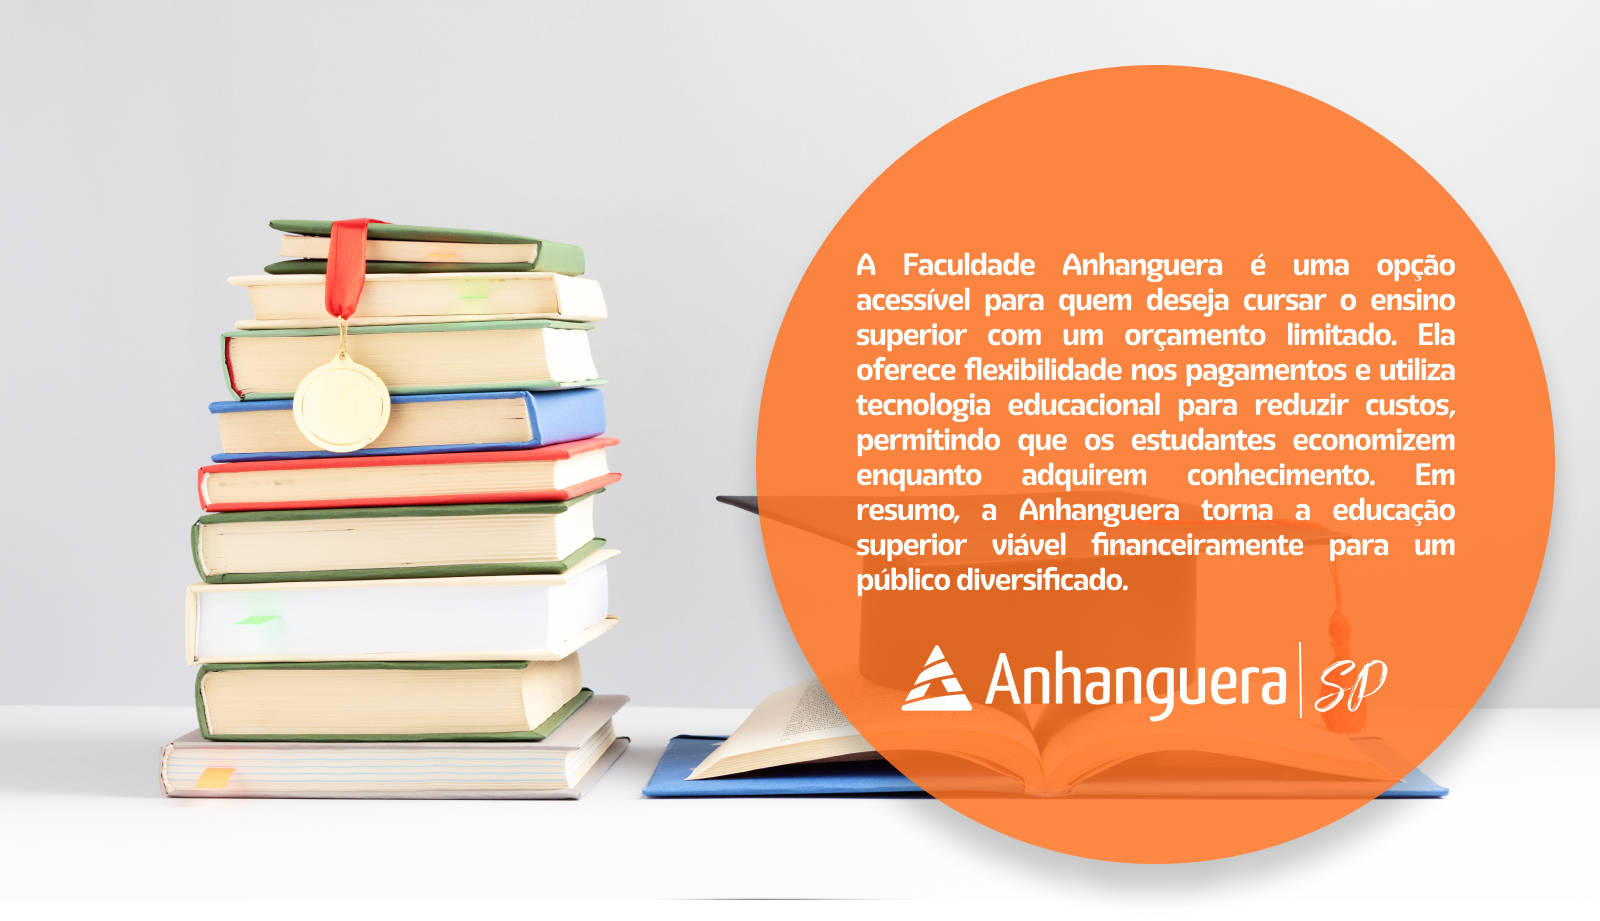 A Faculdade Anhanguera é uma opção
acessível para quem deseja cursar o ensino
superior com um orçamento limitado. Ela
oferece flexibilidade nos pagamentos e utiliza
tecnologia educacional para reduzir custos,
permitindo que os estudantes economizem
enquanto adquirem conhecimento. Em
resumo, a Anhanguera torna a educação
superior viável financeiramente para um
público diversificado.
Anhanguera SP